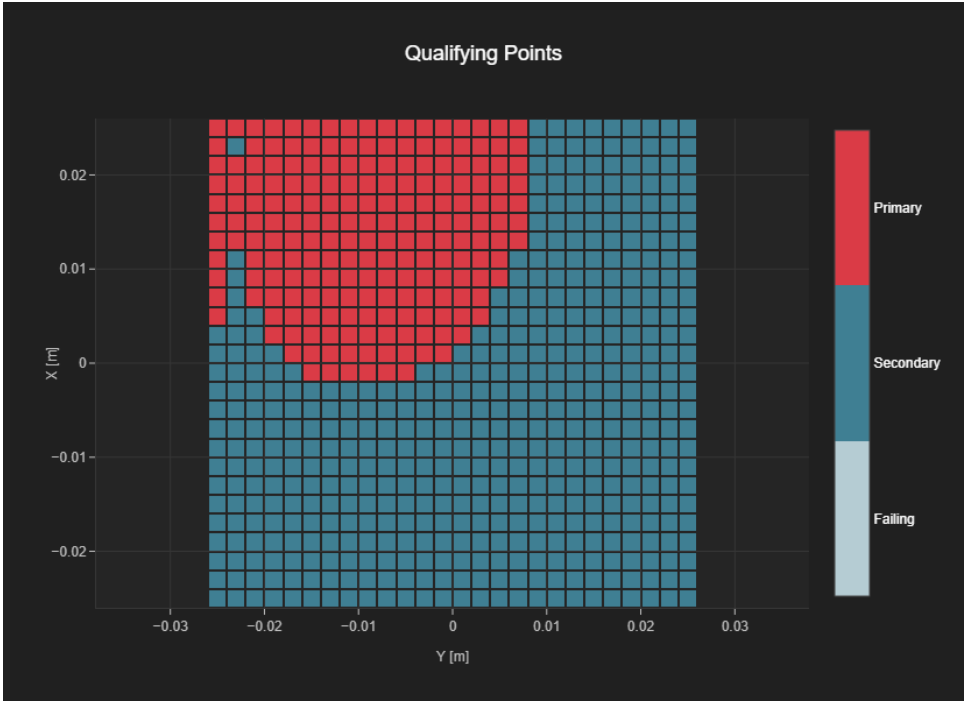 Qualifying Points
0.02
0.01
0
−0.01
−0.02
X [m]
−0.03
−0.02
−0.01
0
0.01
0.02
0.03
Y [m]
Primary
Secondary
Failing